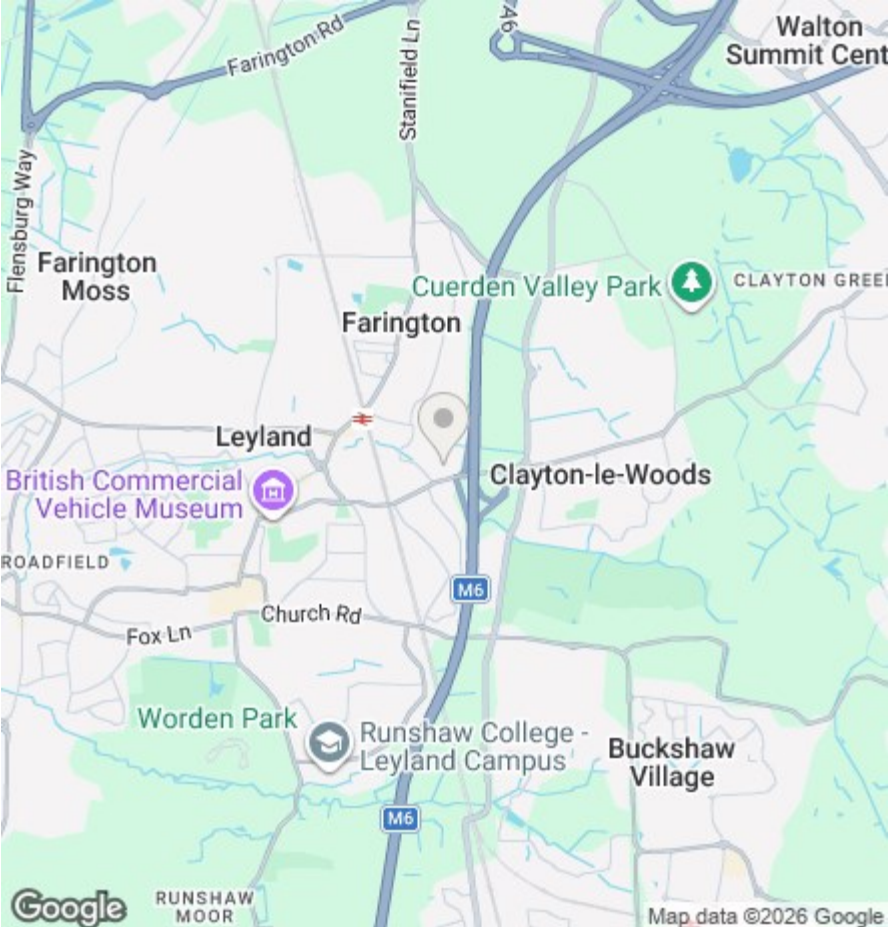 Walton
Summit Cent
A6
Farington Rd
Stanifield Ln
Flensburg Way
Farington
Moss
Cuerden Valley Park
CLAYTON GREE
Farington
Leyland
British Commercial
Vehicle Museum
Clayton-le-Woods
ROADFIELD
M6
Church Rd
Fox Ln
Worden Park
Runshaw College -
Leyland Campus
Buckshaw
Village
M6
RUNSHAW
MOOR
Google
Map data ©2026 Google